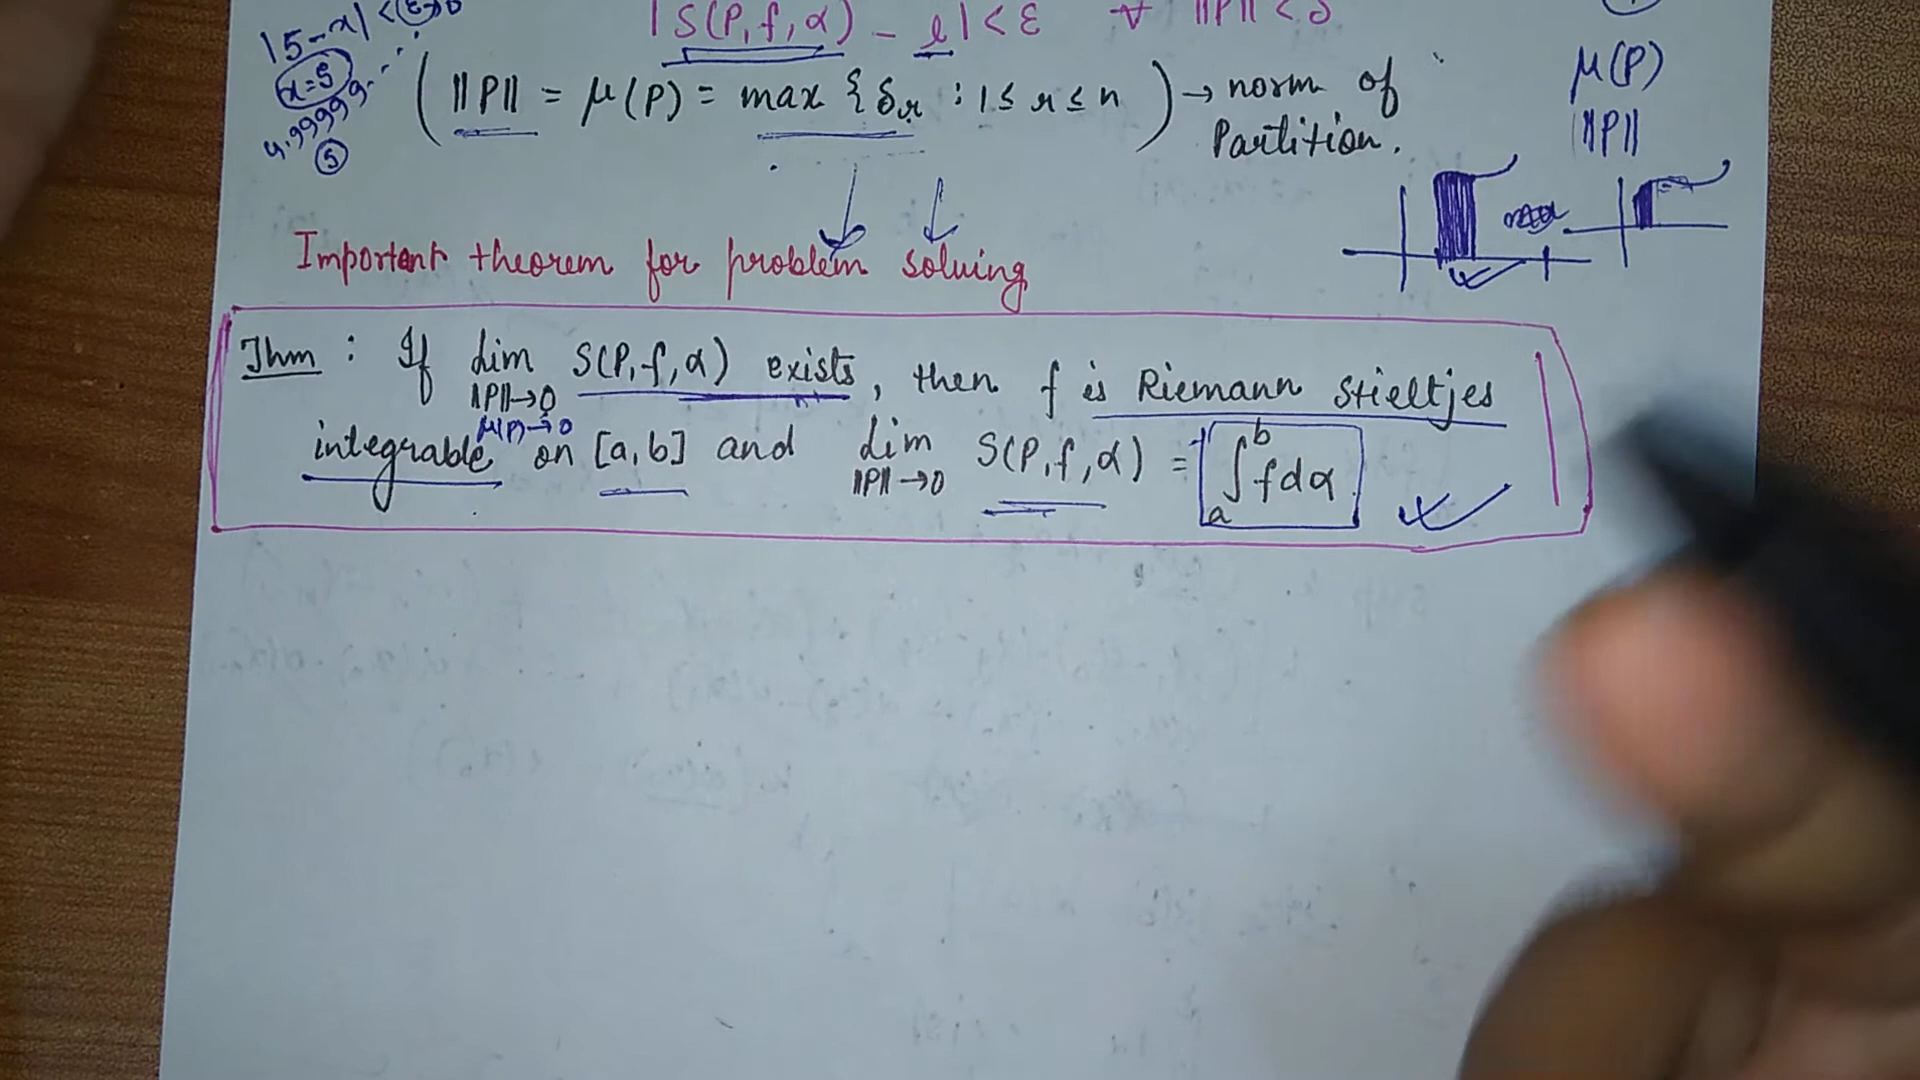 |S(P, f, α) - l| < ε ∀ ||P|| < δ
|5-x| < ε
x=5
4.99999....
5
(||P|| = μ(P) = max {δr : 1 ≤ r ≤ n) → norm of
Partition.
μ(P)
||P||
Important theorem for problem solving
Thm : If lim S(P, f, α) exists, then f is Riemann Stieltjes
||P||→0
μ(P)→0
integrable on [a, b] and lim S(P, f, α) = ∫ₐᵇ f dα
||P||→0